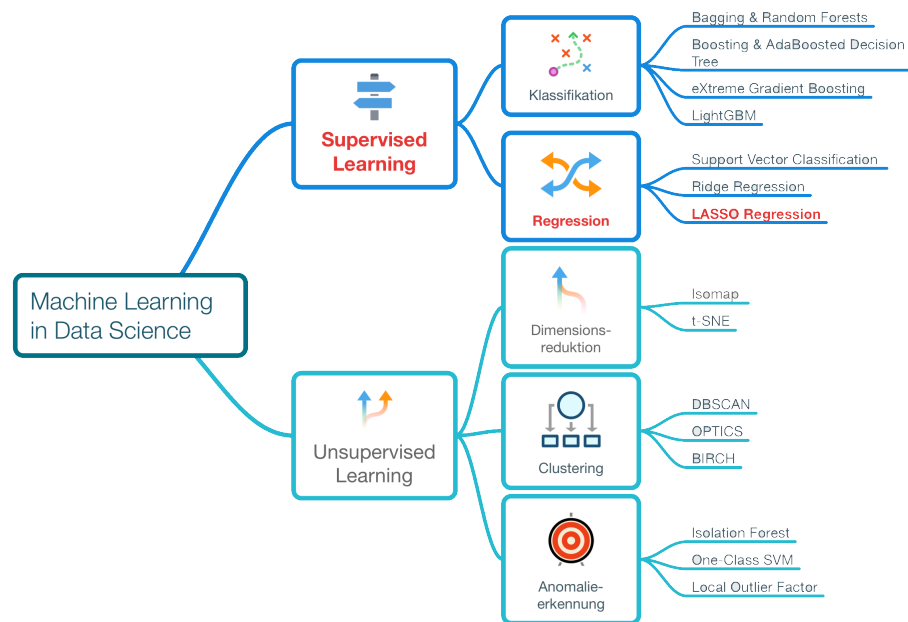 Machine Learning
in Data Science
Supervised
Learning
Klassifikation
Bagging & Random Forests
Boosting & AdaBoosted Decision
Tree
eXtreme Gradient Boosting
LightGBM
Regression
Support Vector Classification
Ridge Regression
LASSO Regression
Unsupervised
Learning
Dimensions-
reduktion
Isomap
t-SNE
Clustering
DBSCAN
OPTICS
BIRCH
Anomalie-
erkennung
Isolation Forest
One-Class SVM
Local Outlier Factor